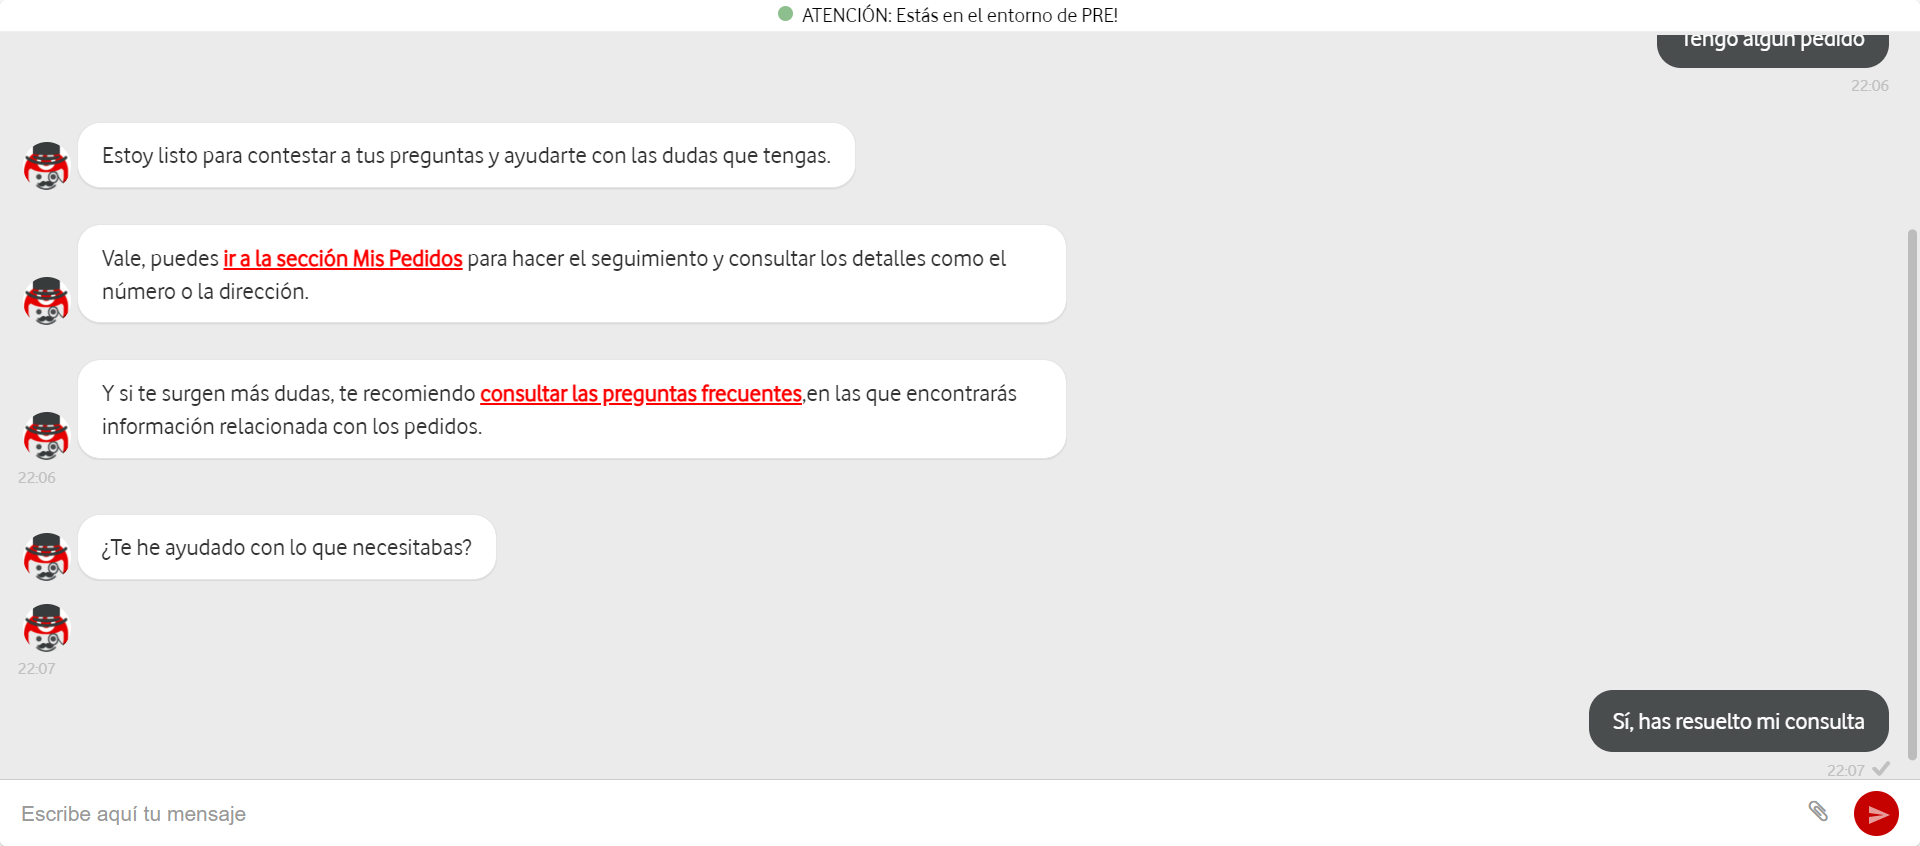 ATENCIÓN: Estás en el entorno de PRE!
Tengo algún pedido
22:06
Estoy listo para contestar a tus preguntas y ayudarte con las dudas que tengas.
Vale, puedes ir a la sección Mis Pedidos para hacer el seguimiento y consultar los detalles como el
número o la dirección.
Y si te surgen más dudas, te recomiendo consultar las preguntas frecuentes,en las que encontrarás
información relacionada con los pedidos.
22:06
¿Te he ayudado con lo que necesitabas?
22:07
Sí, has resuelto mi consulta
22:07
Escribe aquí tu mensaje